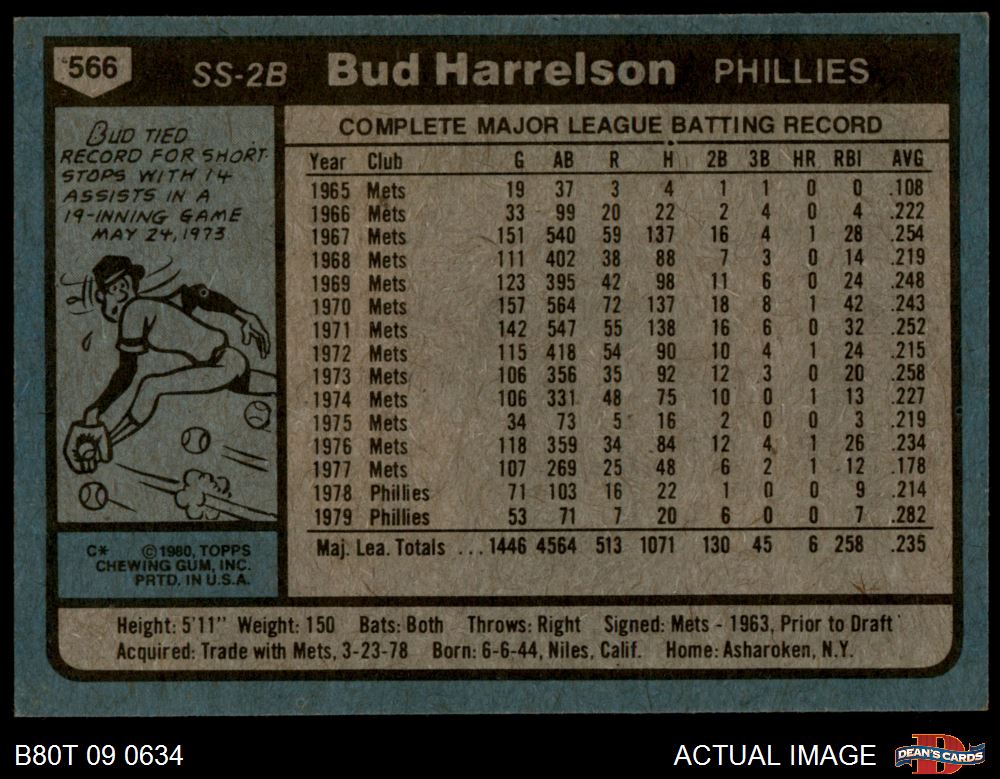 566 SS-2B Bud Harrelson PHILLIES
BUD TIED
RECORD FOR SHORT-
STOPS WITH 14
ASSISTS IN A
19-INNING GAME
MAY 24, 1973
C* © 1980, TOPPS
CHEWING GUM, INC.
PRTD. IN U.S.A.
COMPLETE MAJOR LEAGUE BATTING RECORD
Year Club G AB R H 2B 3B HR RBI AVG
1965 Mets 19 37 3 4 1 1 0 0 .108
1966 Mets 33 99 20 22 2 4 0 4 .222
1967 Mets 151 540 59 137 16 4 1 28 .254
1968 Mets 111 402 38 88 7 3 0 14 .219
1969 Mets 123 395 42 98 11 6 0 24 .248
1970 Mets 157 564 72 137 18 8 1 42 .243
1971 Mets 142 547 55 138 16 6 0 32 .252
1972 Mets 115 418 54 90 10 4 1 24 .215
1973 Mets 106 356 35 92 12 3 0 20 .258
1974 Mets 106 331 48 75 10 0 1 13 .227
1975 Mets 34 73 5 16 2 0 0 3 .219
1976 Mets 118 359 34 84 12 4 1 26 .234
1977 Mets 107 269 25 48 6 2 1 12 .178
1978 Phillies 71 103 16 22 1 0 0 9 .214
1979 Phillies 53 71 7 20 6 0 0 7 .282
Maj. Lea. Totals ... 1446 4564 513 1071 130 45 6 258 .235
Height: 5'11" Weight: 150 Bats: Both Throws: Right Signed: Mets - 1963, Prior to Draft
Acquired: Trade with Mets, 3-23-78 Born: 6-6-44, Niles, Calif. Home: Asharoken, N.Y.
B80T 09 0634 ACTUAL IMAGE D DEAN'S CARDS